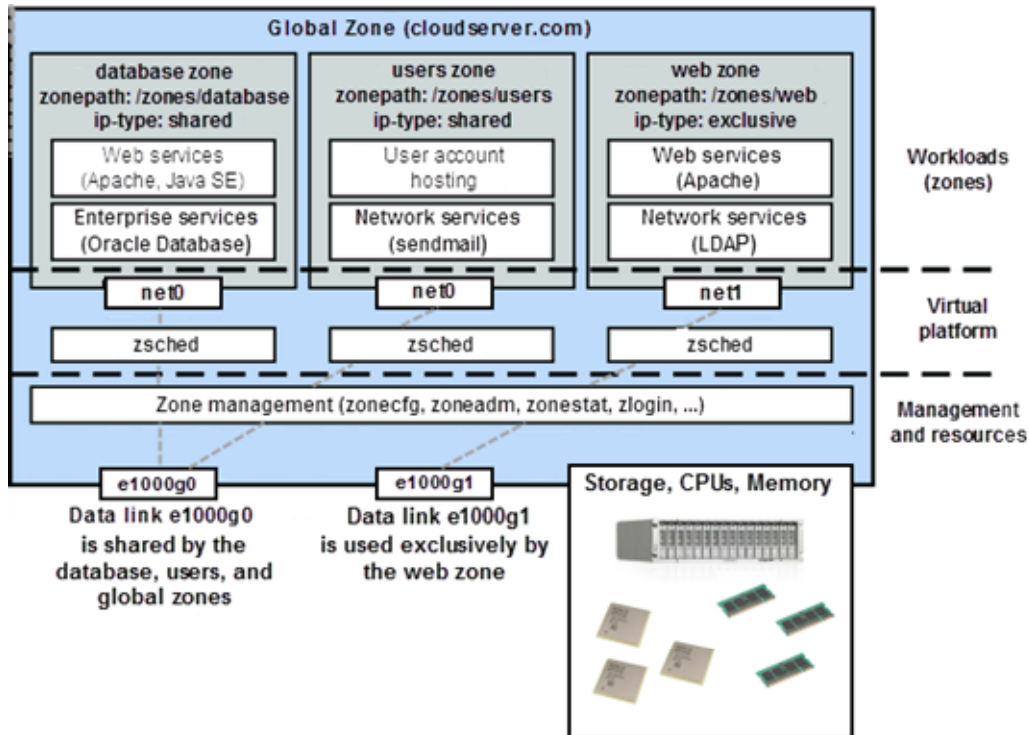 Global Zone (cloudserver.com)
database zone
zonepath: /zones/database
ip-type: shared
Web services
(Apache, Java SE)
Enterprise services
(Oracle Database)
net0
zsched
users zone
zonepath: /zones/users
ip-type: shared
User account
hosting
Network services
(sendmail)
net0
zsched
web zone
zonepath: /zones/web
ip-type: exclusive
Web services
(Apache)
Network services
(LDAP)
net1
zsched
Workloads
(zones)
Virtual
platform
Zone management (zonecfg, zoneadm, zonestat, zlogin, ...)
Management
and resources
e1000g0
Data link e1000g0
is shared by the
database, users, and
global zones
e1000g1
Data link e1000g1
is used exclusively by
the web zone
Storage, CPUs, Memory